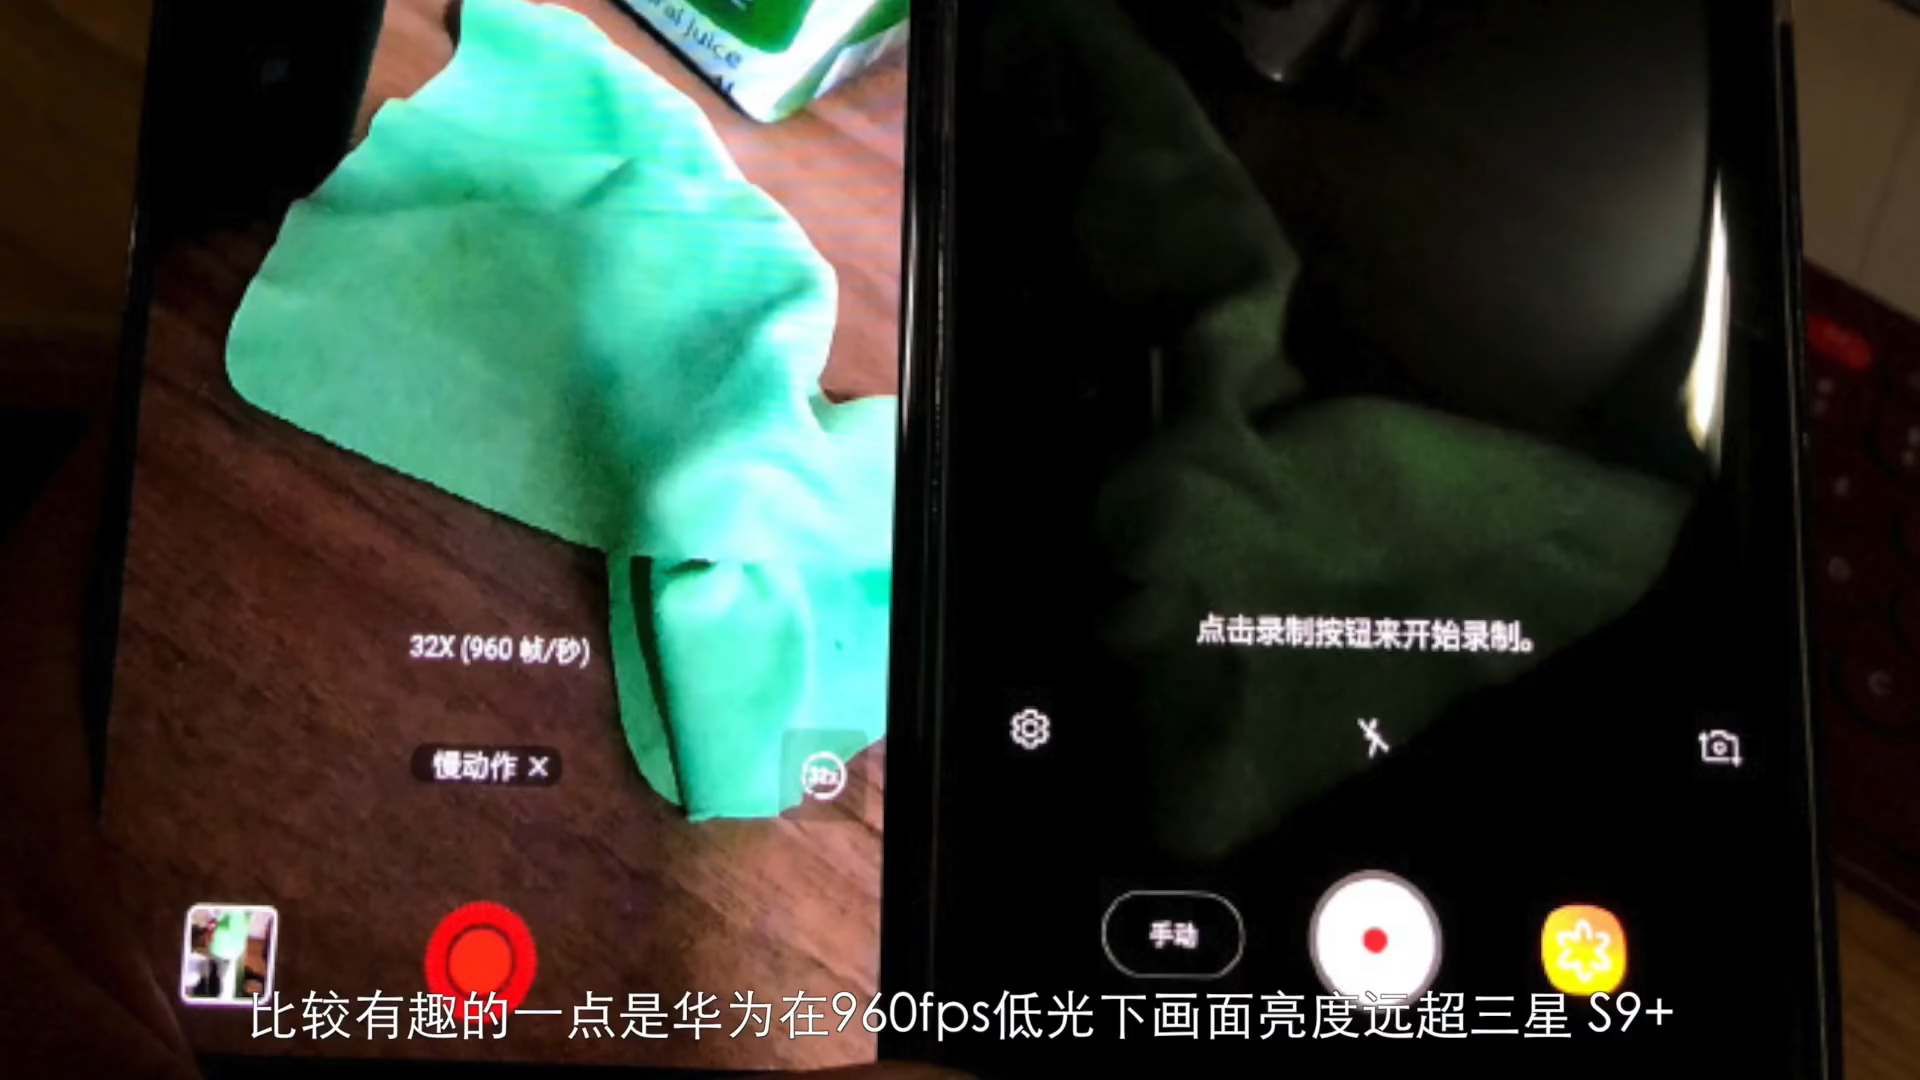 al juice
32X (960 帧/秒)
慢动作 ×
32x
点击录制按钮来开始录制。
手动
比较有趣的一点是华为在960fps低光下画面亮度远超三星 S9+